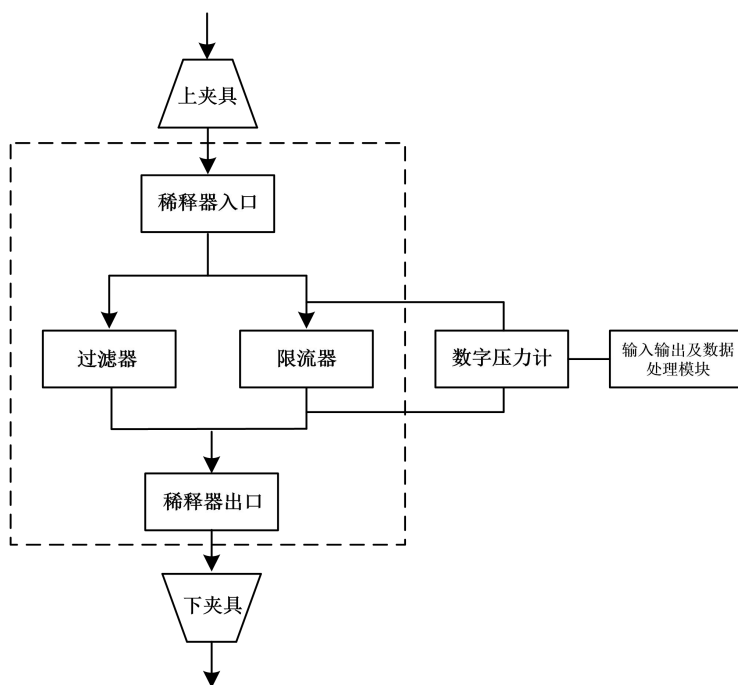 上夹具
稀释器入口
过滤器
限流器
数字压力计
输入输出及数据
处理模块
稀释器出口
下夹具